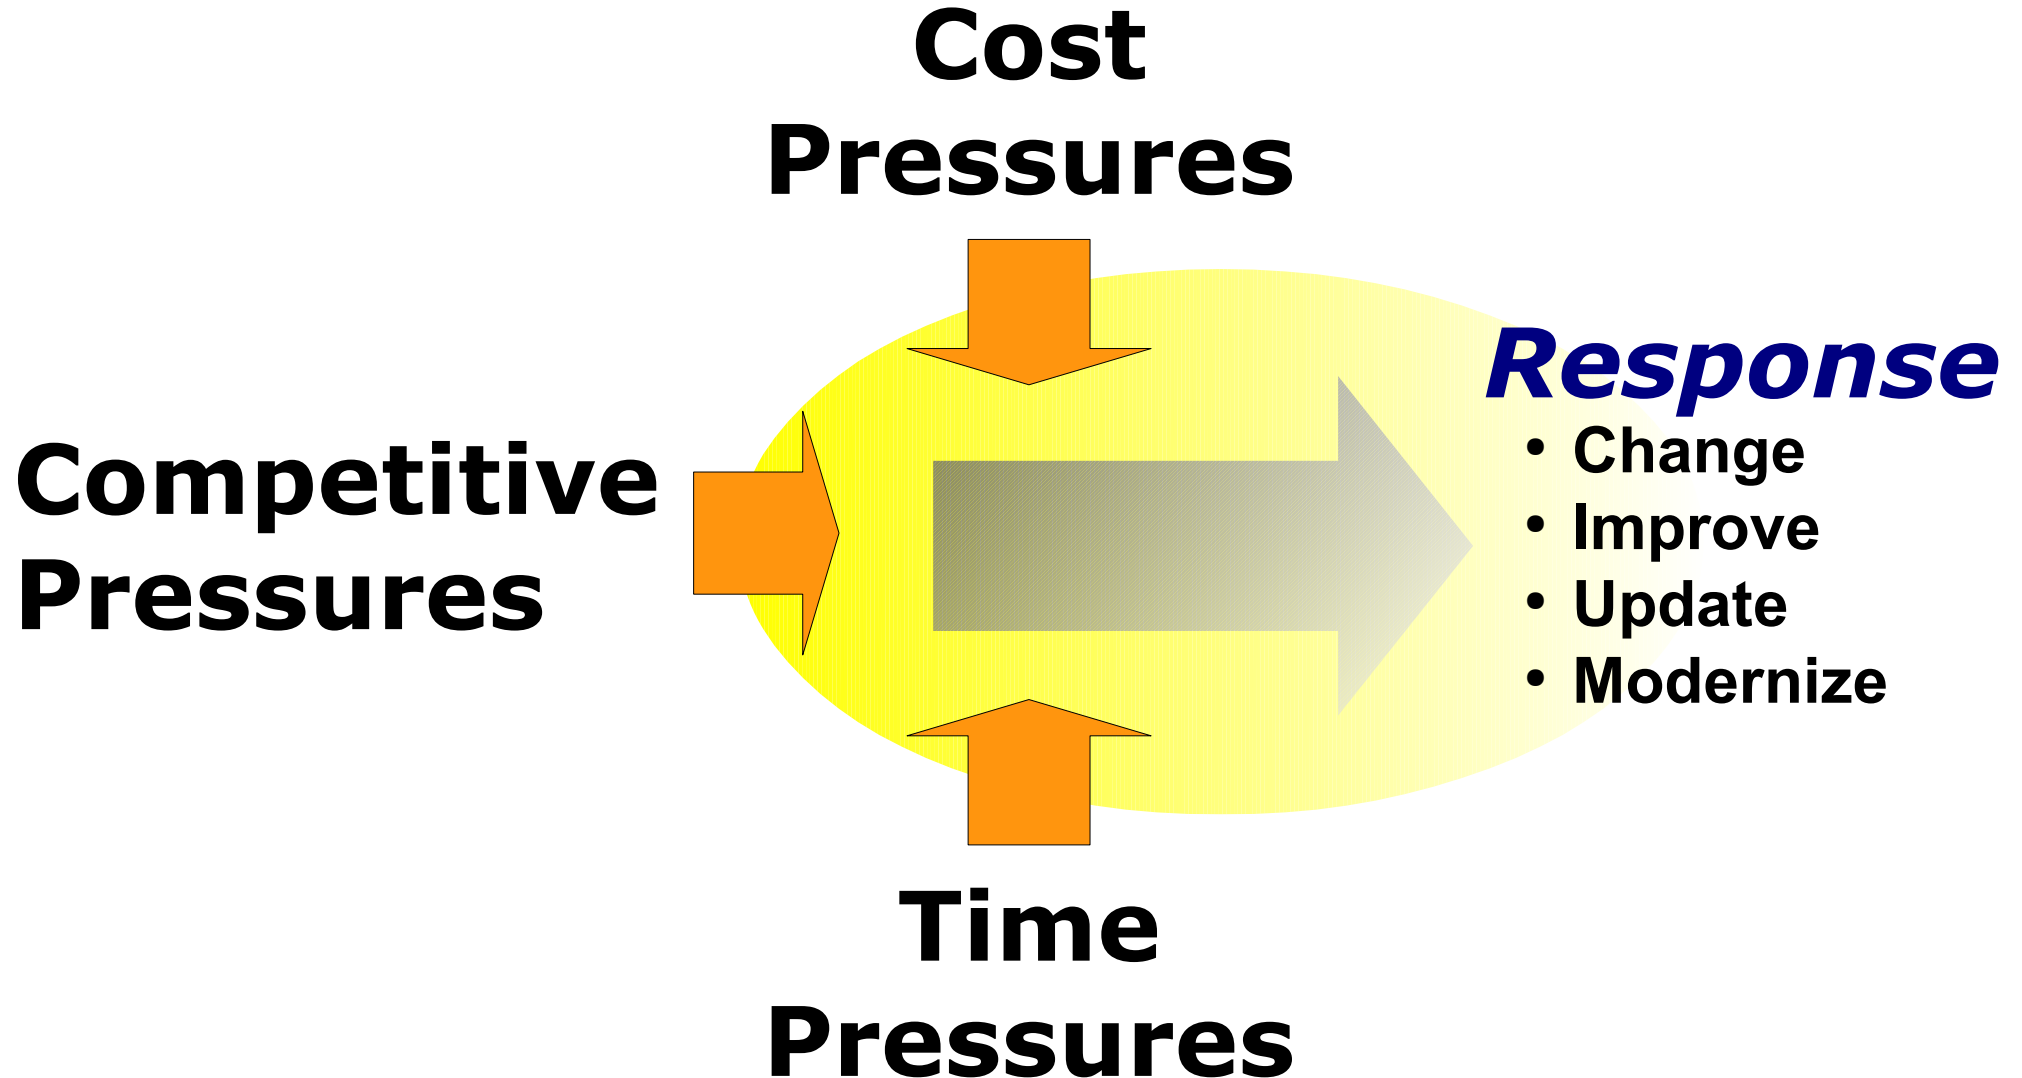 Cost
Pressures
Competitive
Pressures
Response
• Change
• Improve
• Update
• Modernize
Time
Pressures